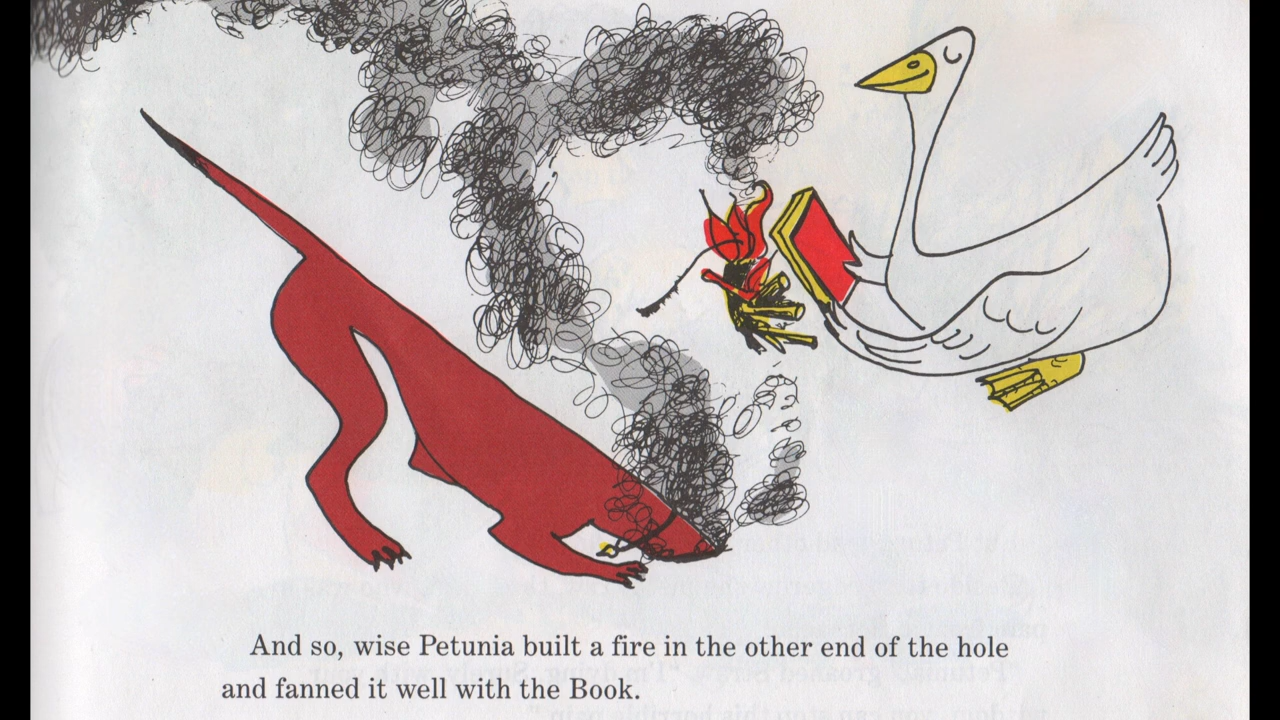 And so, wise Petunia built a fire in the other end of the hole
and fanned it well with the Book.